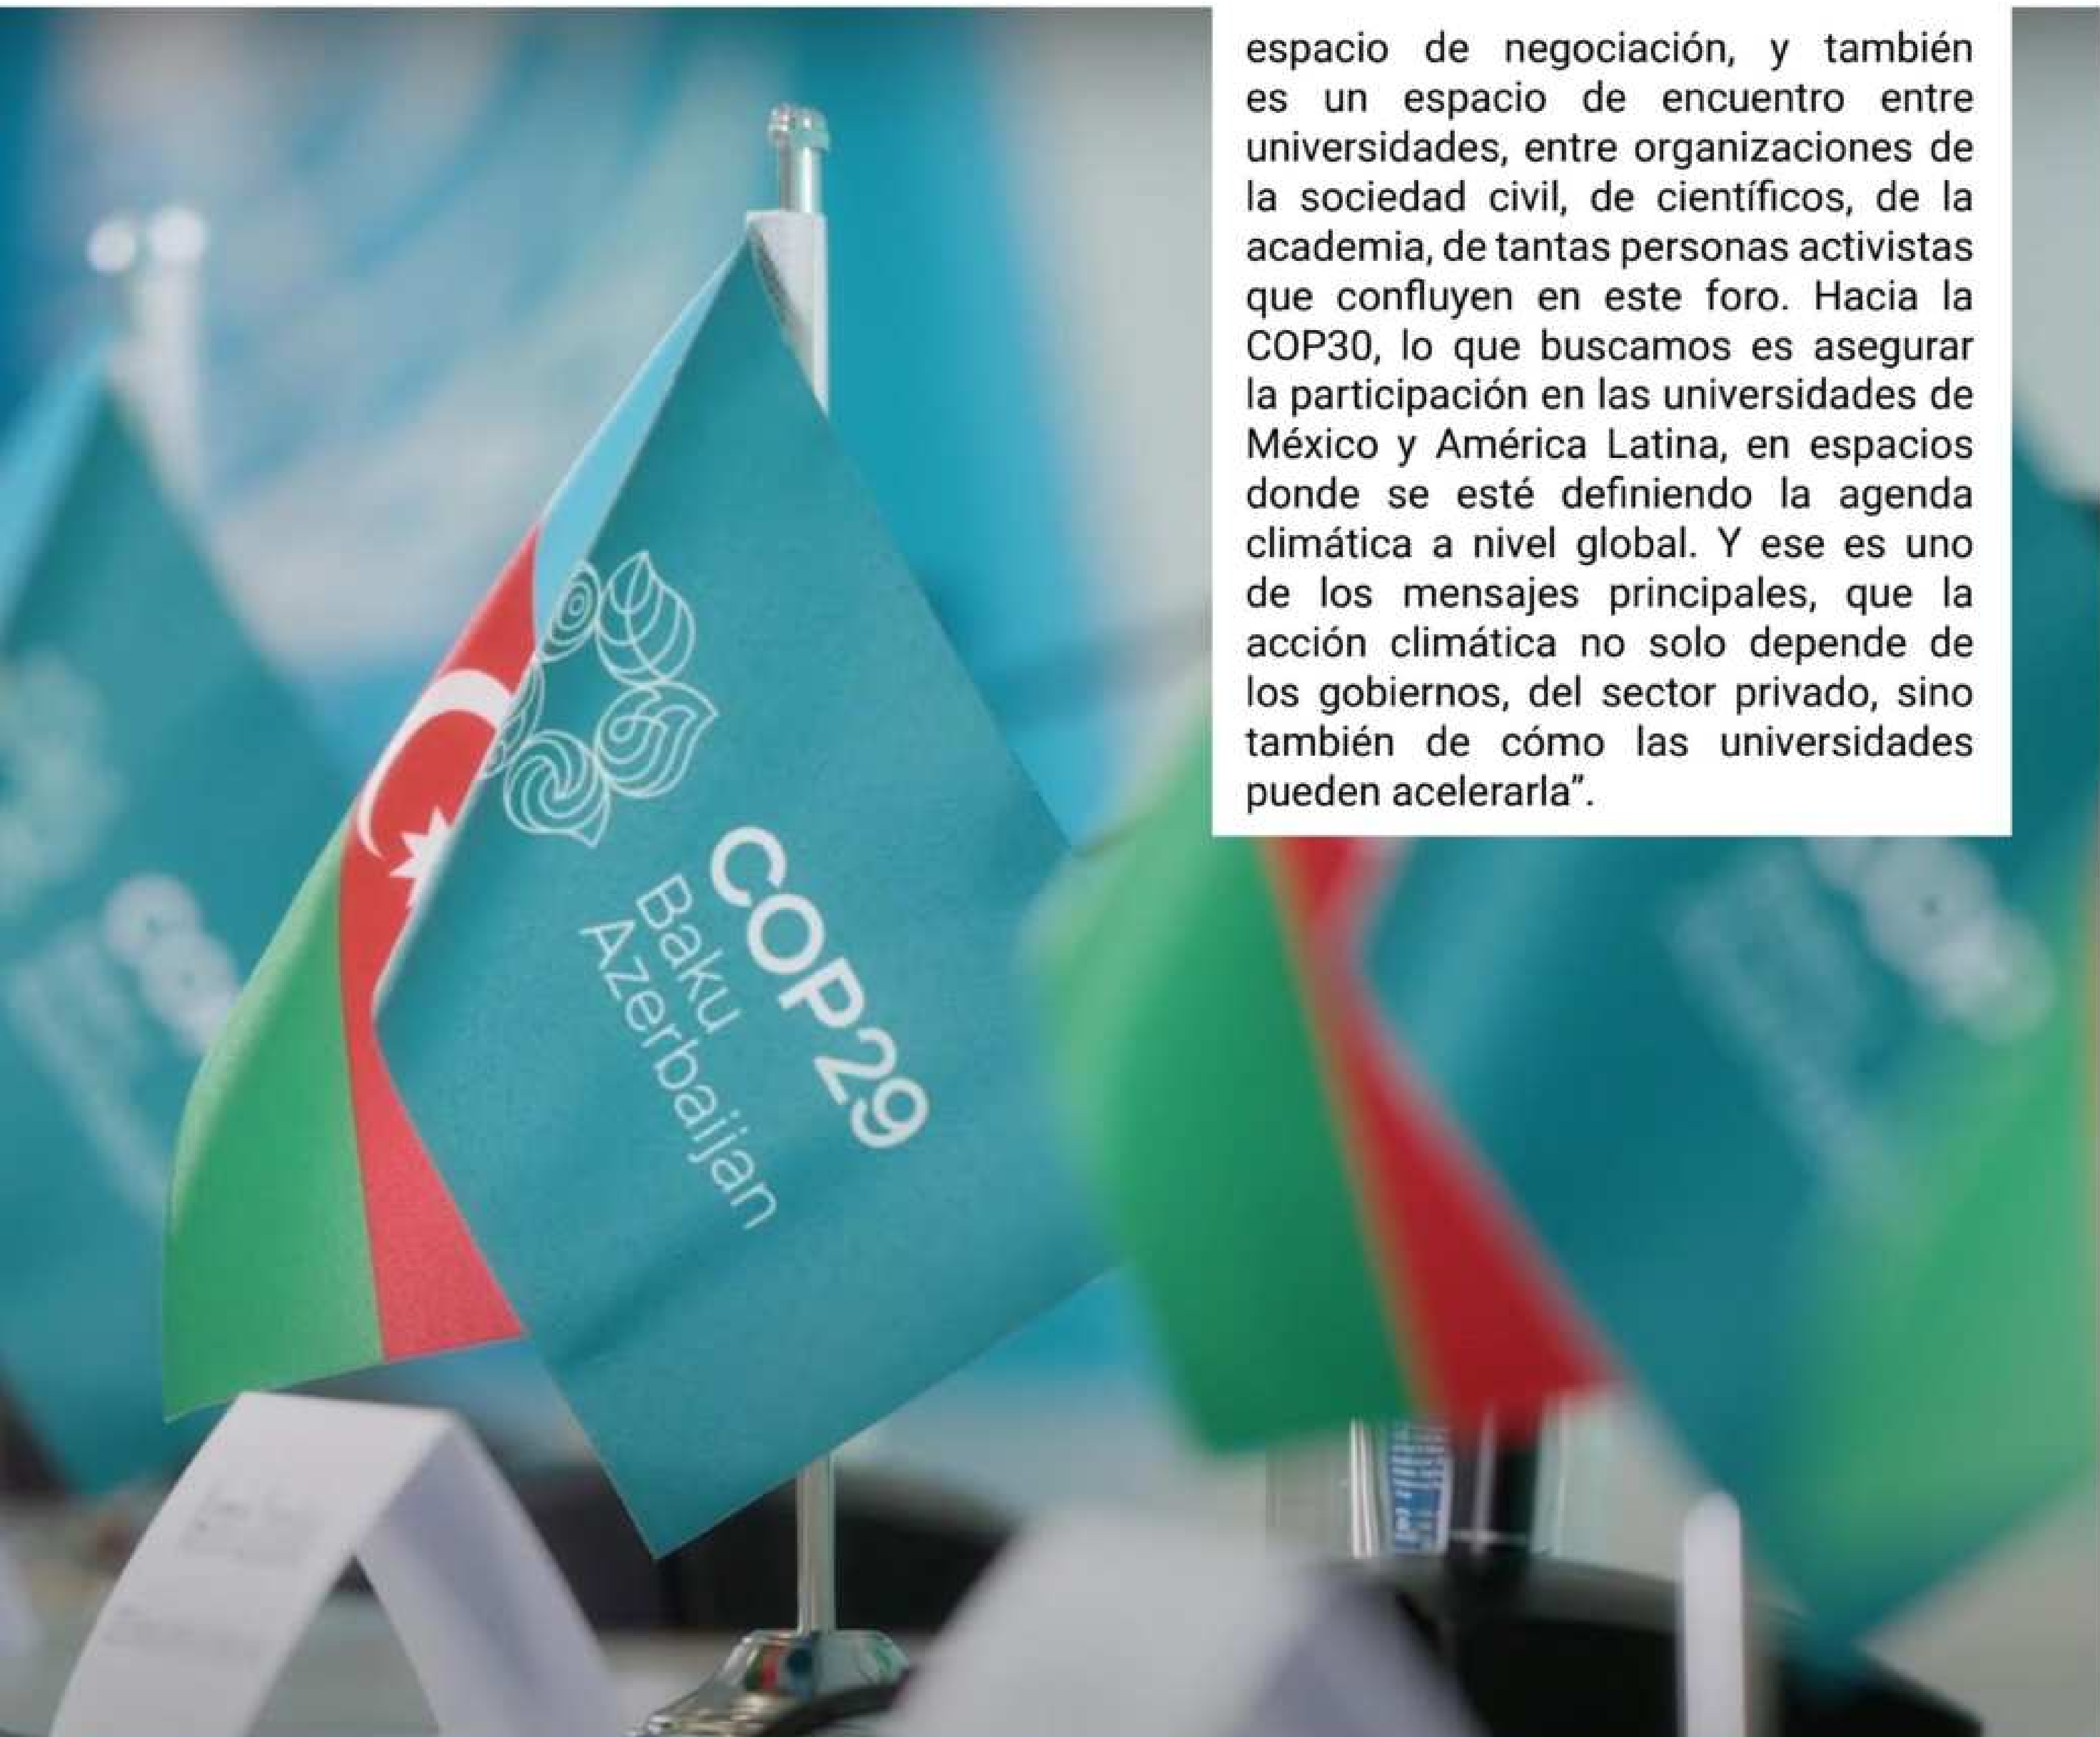 espacio de negociación, y también
es un espacio de encuentro entre
universidades, entre organizaciones de
la sociedad civil, de científicos, de la
academia, de tantas personas activistas
que confluyen en este foro. Hacia la
COP30, lo que buscamos es asegurar
la participación en las universidades de
México y América Latina, en espacios
donde se esté definiendo la agenda
climática a nivel global. Y ese es uno
de los mensajes principales, que la
acción climática no solo depende de
los gobiernos, del sector privado, sino
también de cómo las universidades
pueden acelerarla”.
COP29
Baku
Azerbaijan